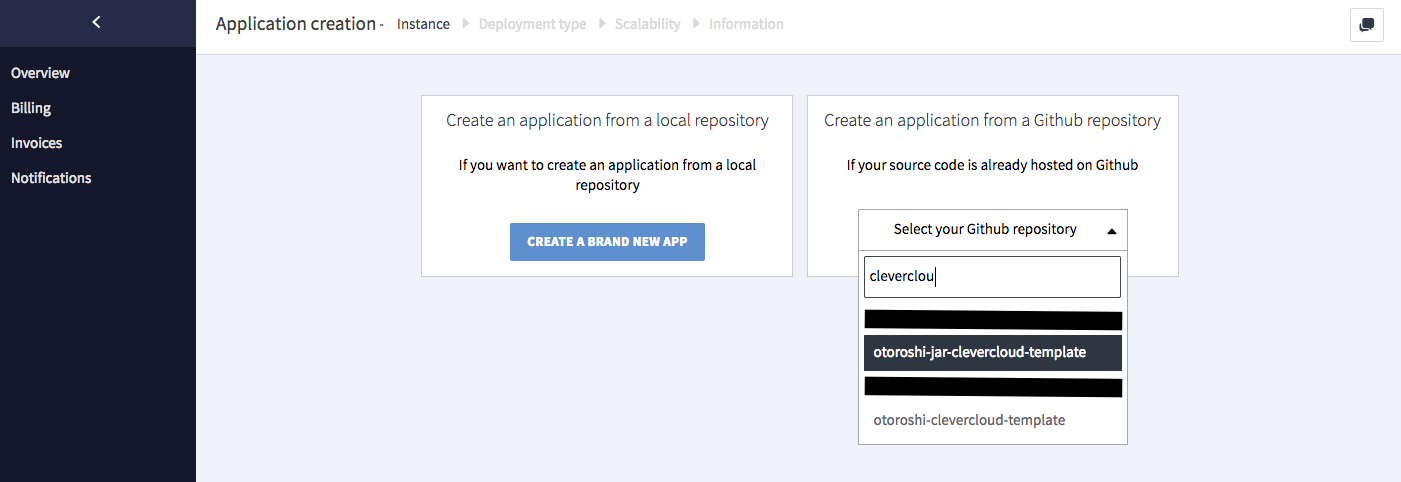 Application creation - Instance Deployment type Scalability Information
Overview
Billing
Invoices
Notifications
Create an application from a local repository
If you want to create an application from a local
repository
CREATE A BRAND NEW APP
Create an application from a Github repository
If your source code is already hosted on Github
Select your Github repository
cleverclou
otoroshi-jar-clevercloud-template
otoroshi-clevercloud-template